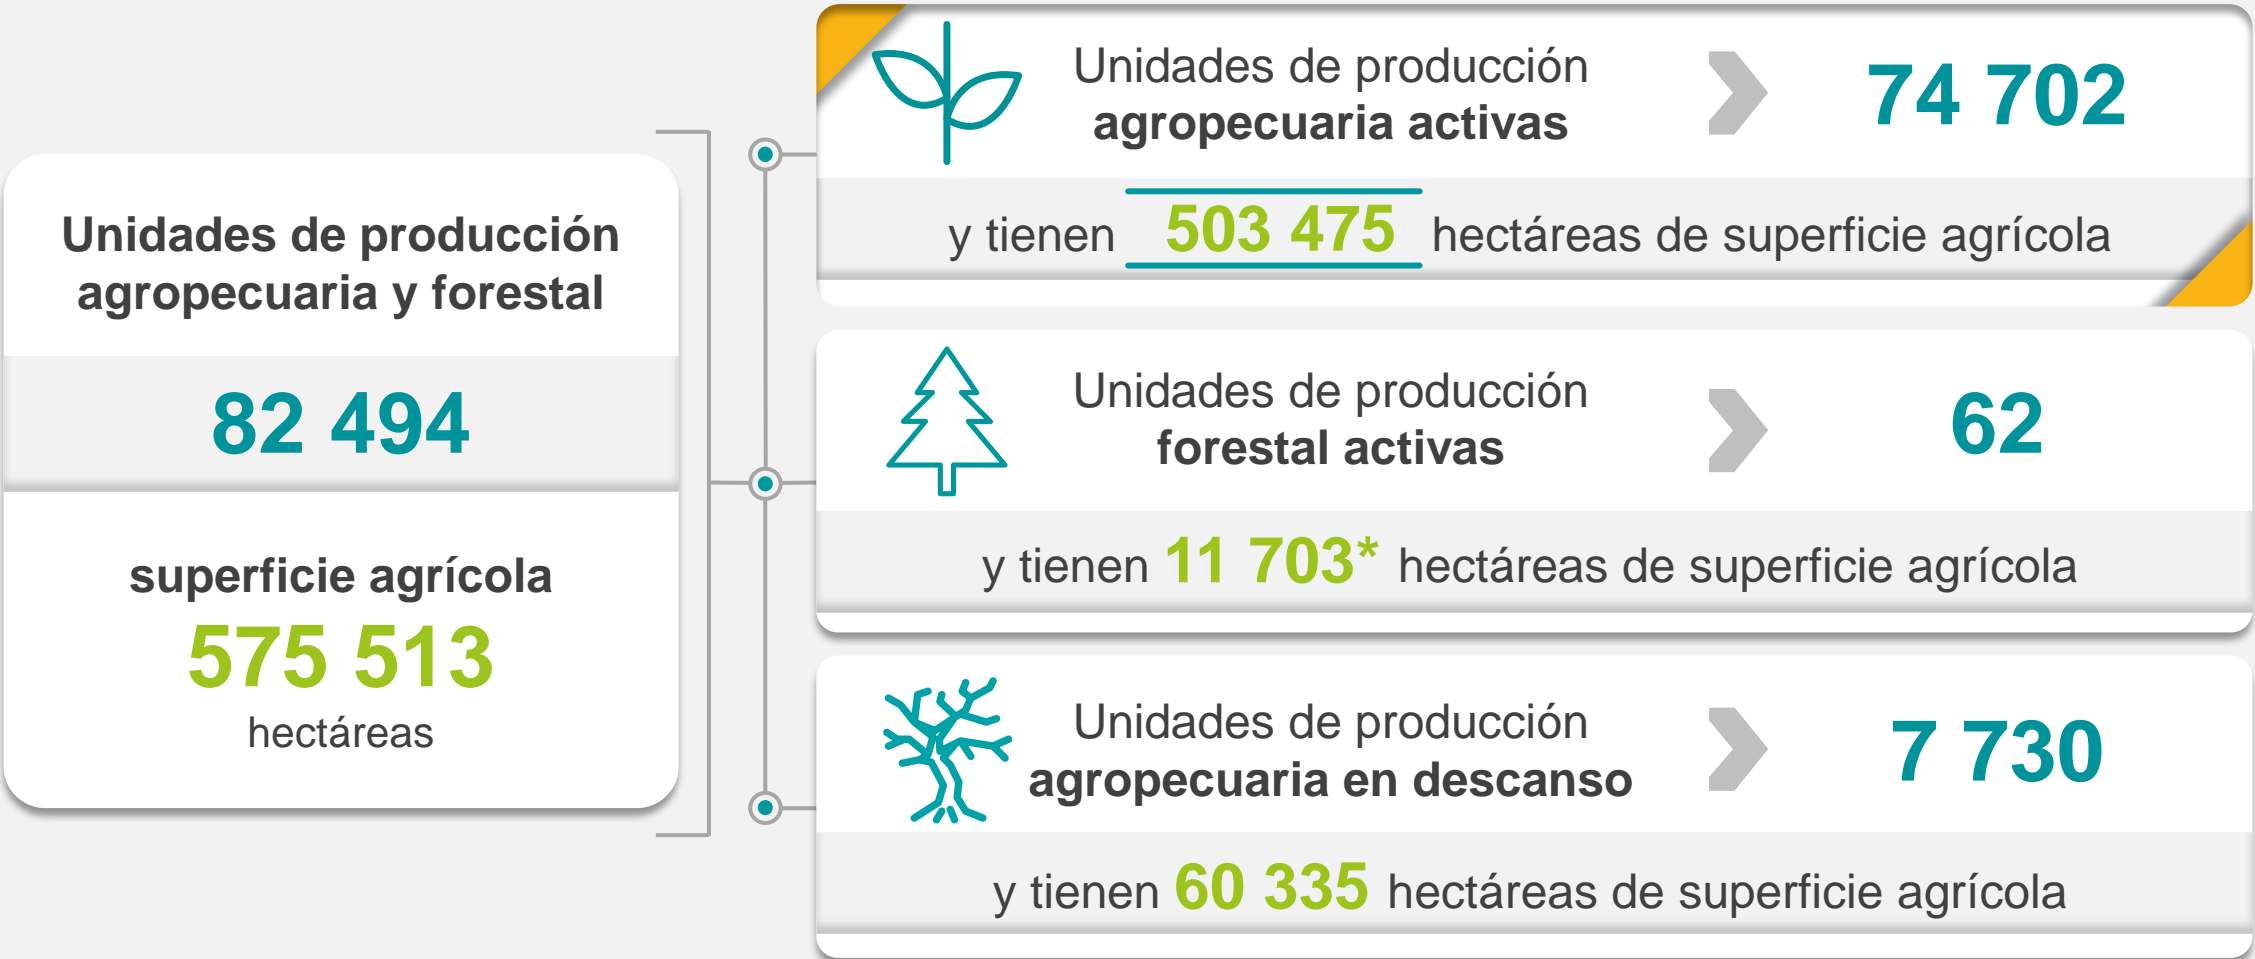 Unidades de producción
agropecuaria y forestal
82 494
superficie agrícola
575 513
hectáreas
Unidades de producción
agropecuaria activas
74 702
y tienen 503 475 hectáreas de superficie agrícola
Unidades de producción
forestal activas
62
y tienen 11 703* hectáreas de superficie agrícola
Unidades de producción
agropecuaria en descanso
7 730
y tienen 60 335 hectáreas de superficie agrícola